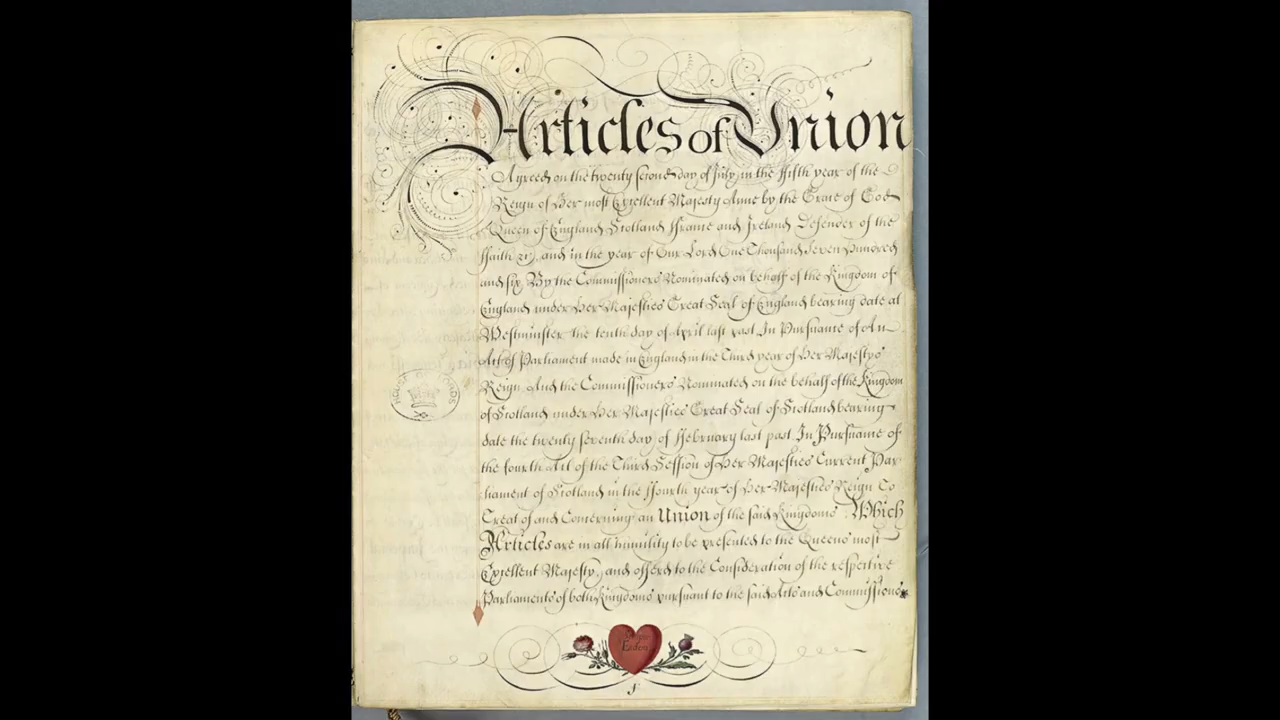 Articles of Union
Agreed on the twenty second day of July, in the ffifth year of the
Reign of Her most Excellent Majesty Anne by the Grace of God
Queen of England Scotland ffrance and Ireland Defender of the
ffaith &c, and in the year of Our Lord One Thousand Seven Hundred
and six, By the Commissioners Nominated on behalf of the Kingdom of
England under Her Majesties Great Seal of England bearing date at
Westminster the tenth day of April last past In Pursuance of An
Act of Parliament made in England in the Third year of Her Majestys
Reign And the Commissioners Nominated on the behalf of the Kingdom
of Scotland under Her Majesties Great Seal of Scotland bearing
date the twenty seventh day of ffebruary last past In Pursuance of
the fourth Act of the Third Session of Her Majesties Current Par-
liament of Scotland in the ffourth year of Her Majesties Reign To
Treat of and Concerning an Union of the said Kingdoms Which
Articles are in all humility to be presented to the Queens most
Excellent Majesty, and offered to the Consideration of the respective
Parliaments of both Kingdoms pursuant to the said Acts and Commissions
HOUSE LORDS
Semper
Eadem